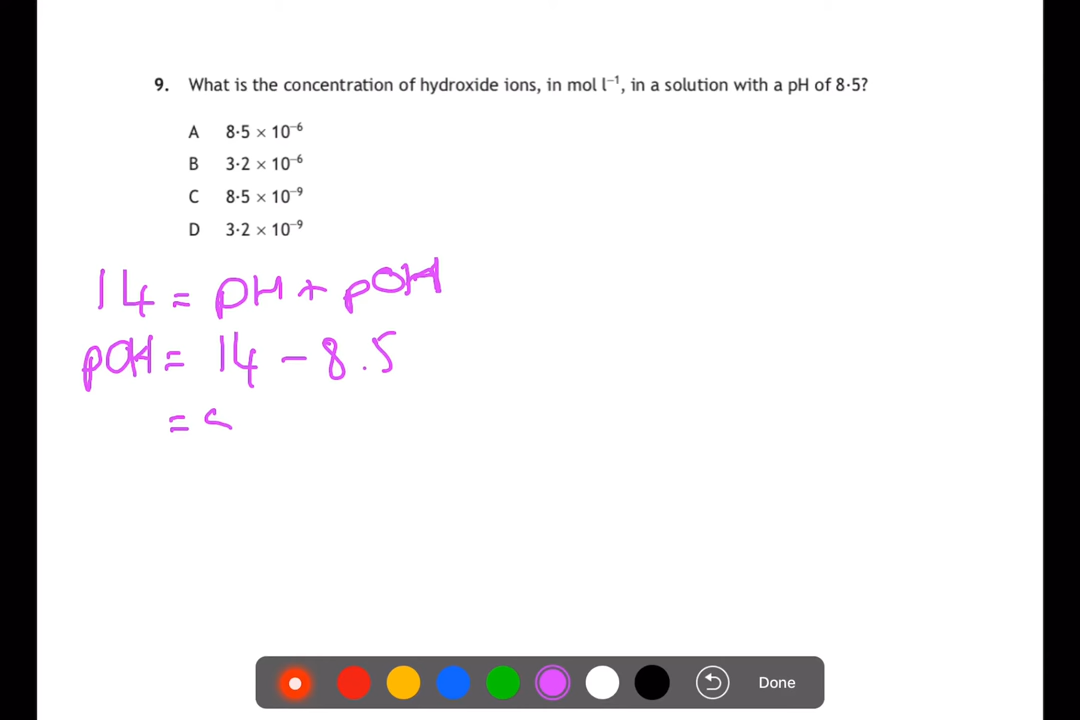 9. What is the concentration of hydroxide ions, in mol l⁻¹, in a solution with a pH of 8·5?
A 8·5 × 10⁻⁶
B 3·2 × 10⁻⁶
C 8·5 × 10⁻⁹
D 3·2 × 10⁻⁹
14 = pH + pOH
pOH = 14 - 8.5
=
Done